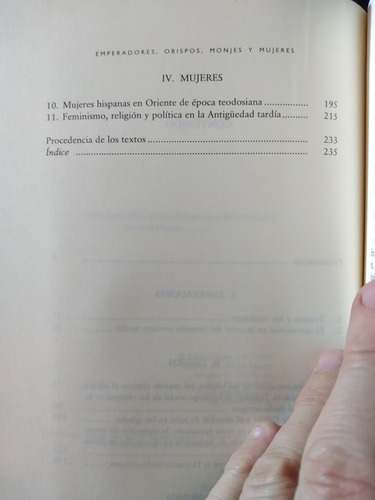 EMPERADORES, OBISPOS, MONJES Y MUJERES
IV. MUJERES
10. Mujeres hispanas en Oriente de época teodosiana ................ 195
11. Feminismo, religión y política en la Antigüedad tardía ............ 215
Procedencia de los textos ................ 233
Índice ................ 235